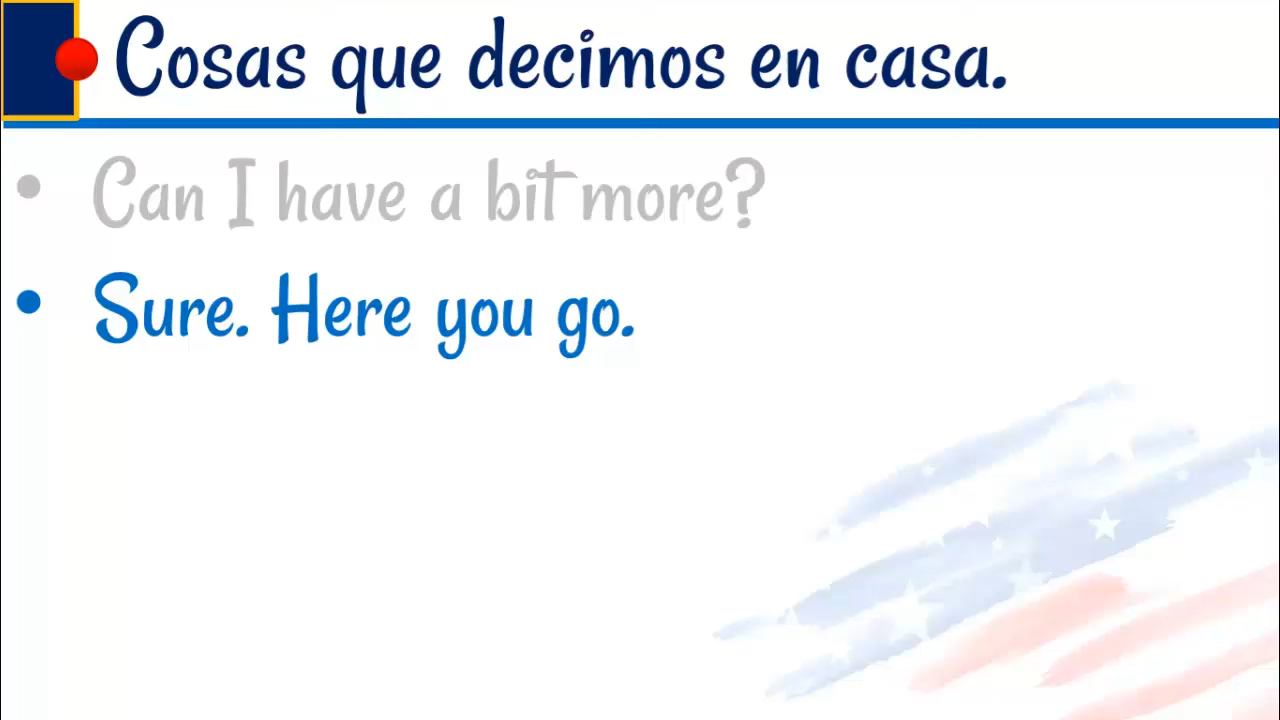 Cosas que decimos en casa.
Can I have a bit more?
Sure. Here you go.